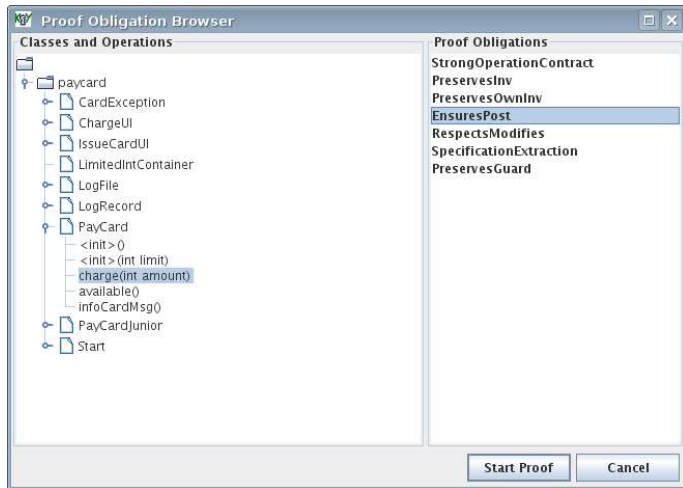 Proof Obligation Browser
Classes and Operations
paycard
CardException
ChargeUI
IssueCardUI
LimitedIntContainer
LogFile
LogRecord
PayCard
<init>()
<init>(int limit)
charge(int amount)
available()
infoCardMsg()
PayCardJunior
Start
Proof Obligations
StrongOperationContract
PreservesInv
PreservesOwnInv
EnsuresPost
RespectsModifies
SpecificationExtraction
PreservesGuard
Start Proof
Cancel